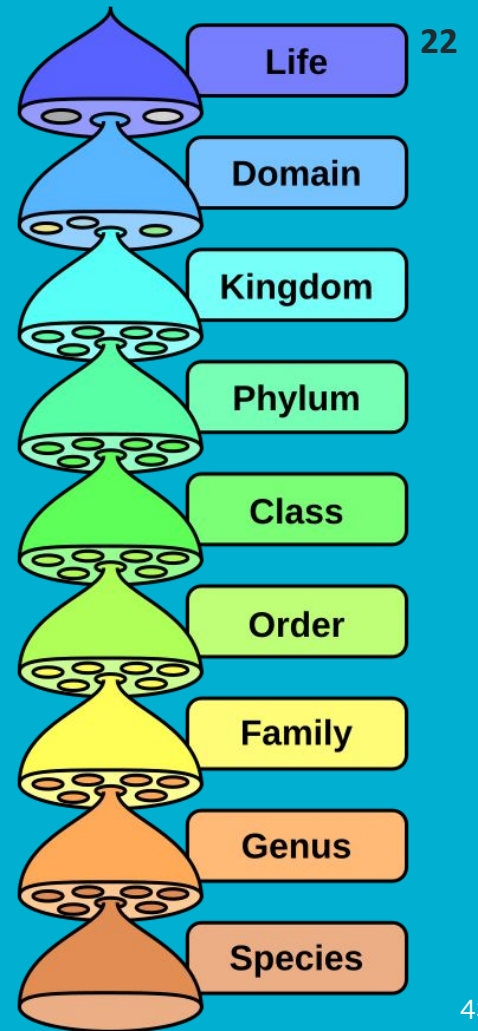 22
Life
Domain
Kingdom
Phylum
Class
Order
Family
Genus
Species